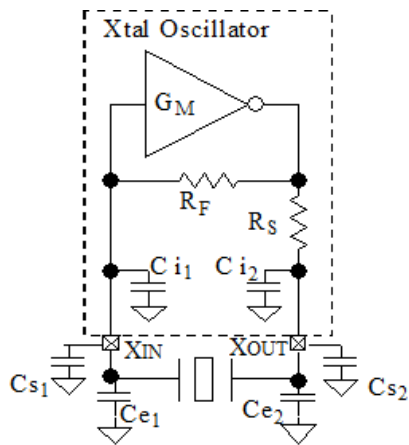 Xtal Oscillator
GM
RF
RS
Ci1 Ci2
XIN XOUT
Cs1 Cs2
Ce1 Ce2